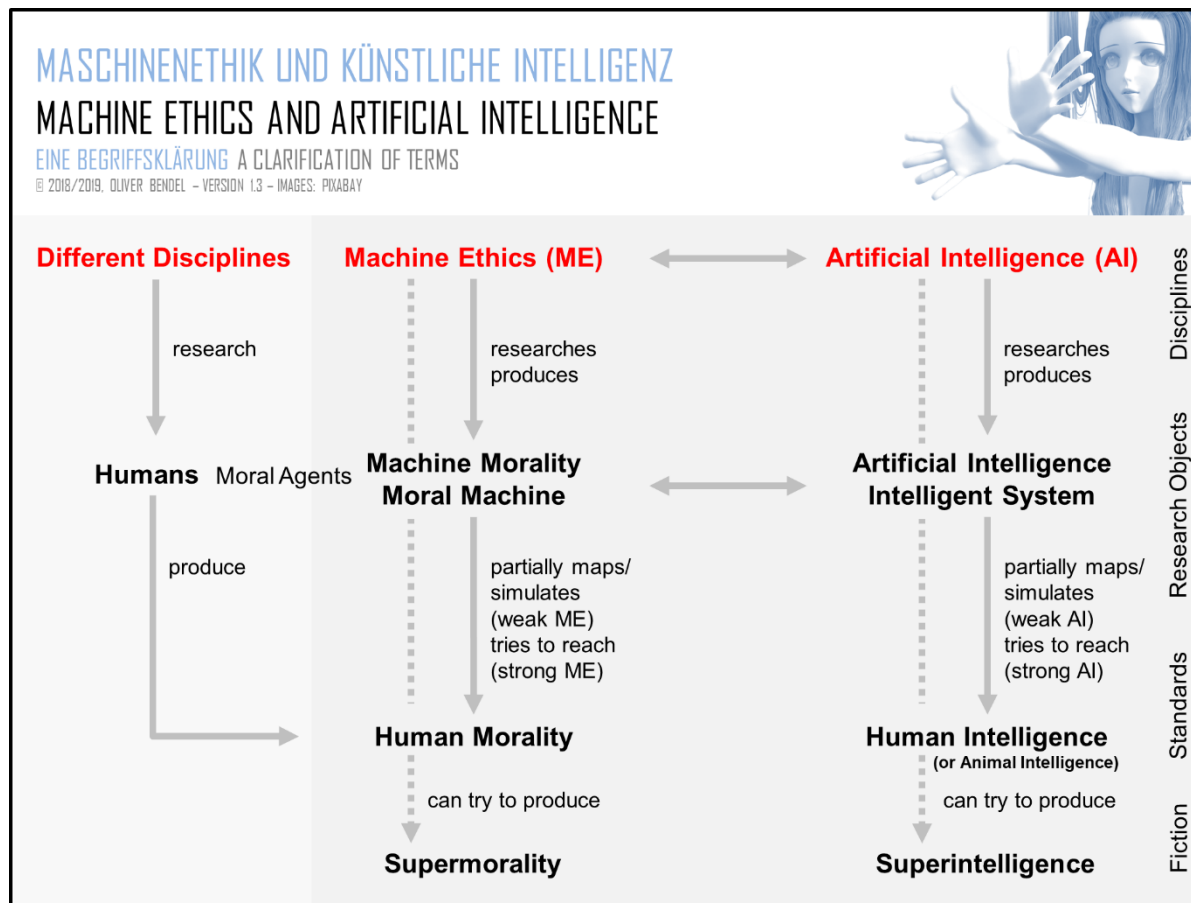 MASCHINENETHIK UND KÜNSTLICHE INTELLIGENZ
MACHINE ETHICS AND ARTIFICIAL INTELLIGENCE
EINE BEGRIFFSKLÄRUNG A CLARIFICATION OF TERMS
© 2018/2019, OLIVER BENDEL – VERSION 1.3 – IMAGES: PIXABAY
Different Disciplines
research
Humans Moral Agents
produce
Machine Ethics (ME)
researches
produces
Machine Morality
Moral Machine
partially maps/
simulates
(weak ME)
tries to reach
(strong ME)
Human Morality
can try to produce
Supermorality
Artificial Intelligence (AI)
researches
produces
Artificial Intelligence
Intelligent System
partially maps/
simulates
(weak AI)
tries to reach
(strong AI)
Human Intelligence
(or Animal Intelligence)
can try to produce
Superintelligence
Disciplines
Research Objects
Standards
Fiction